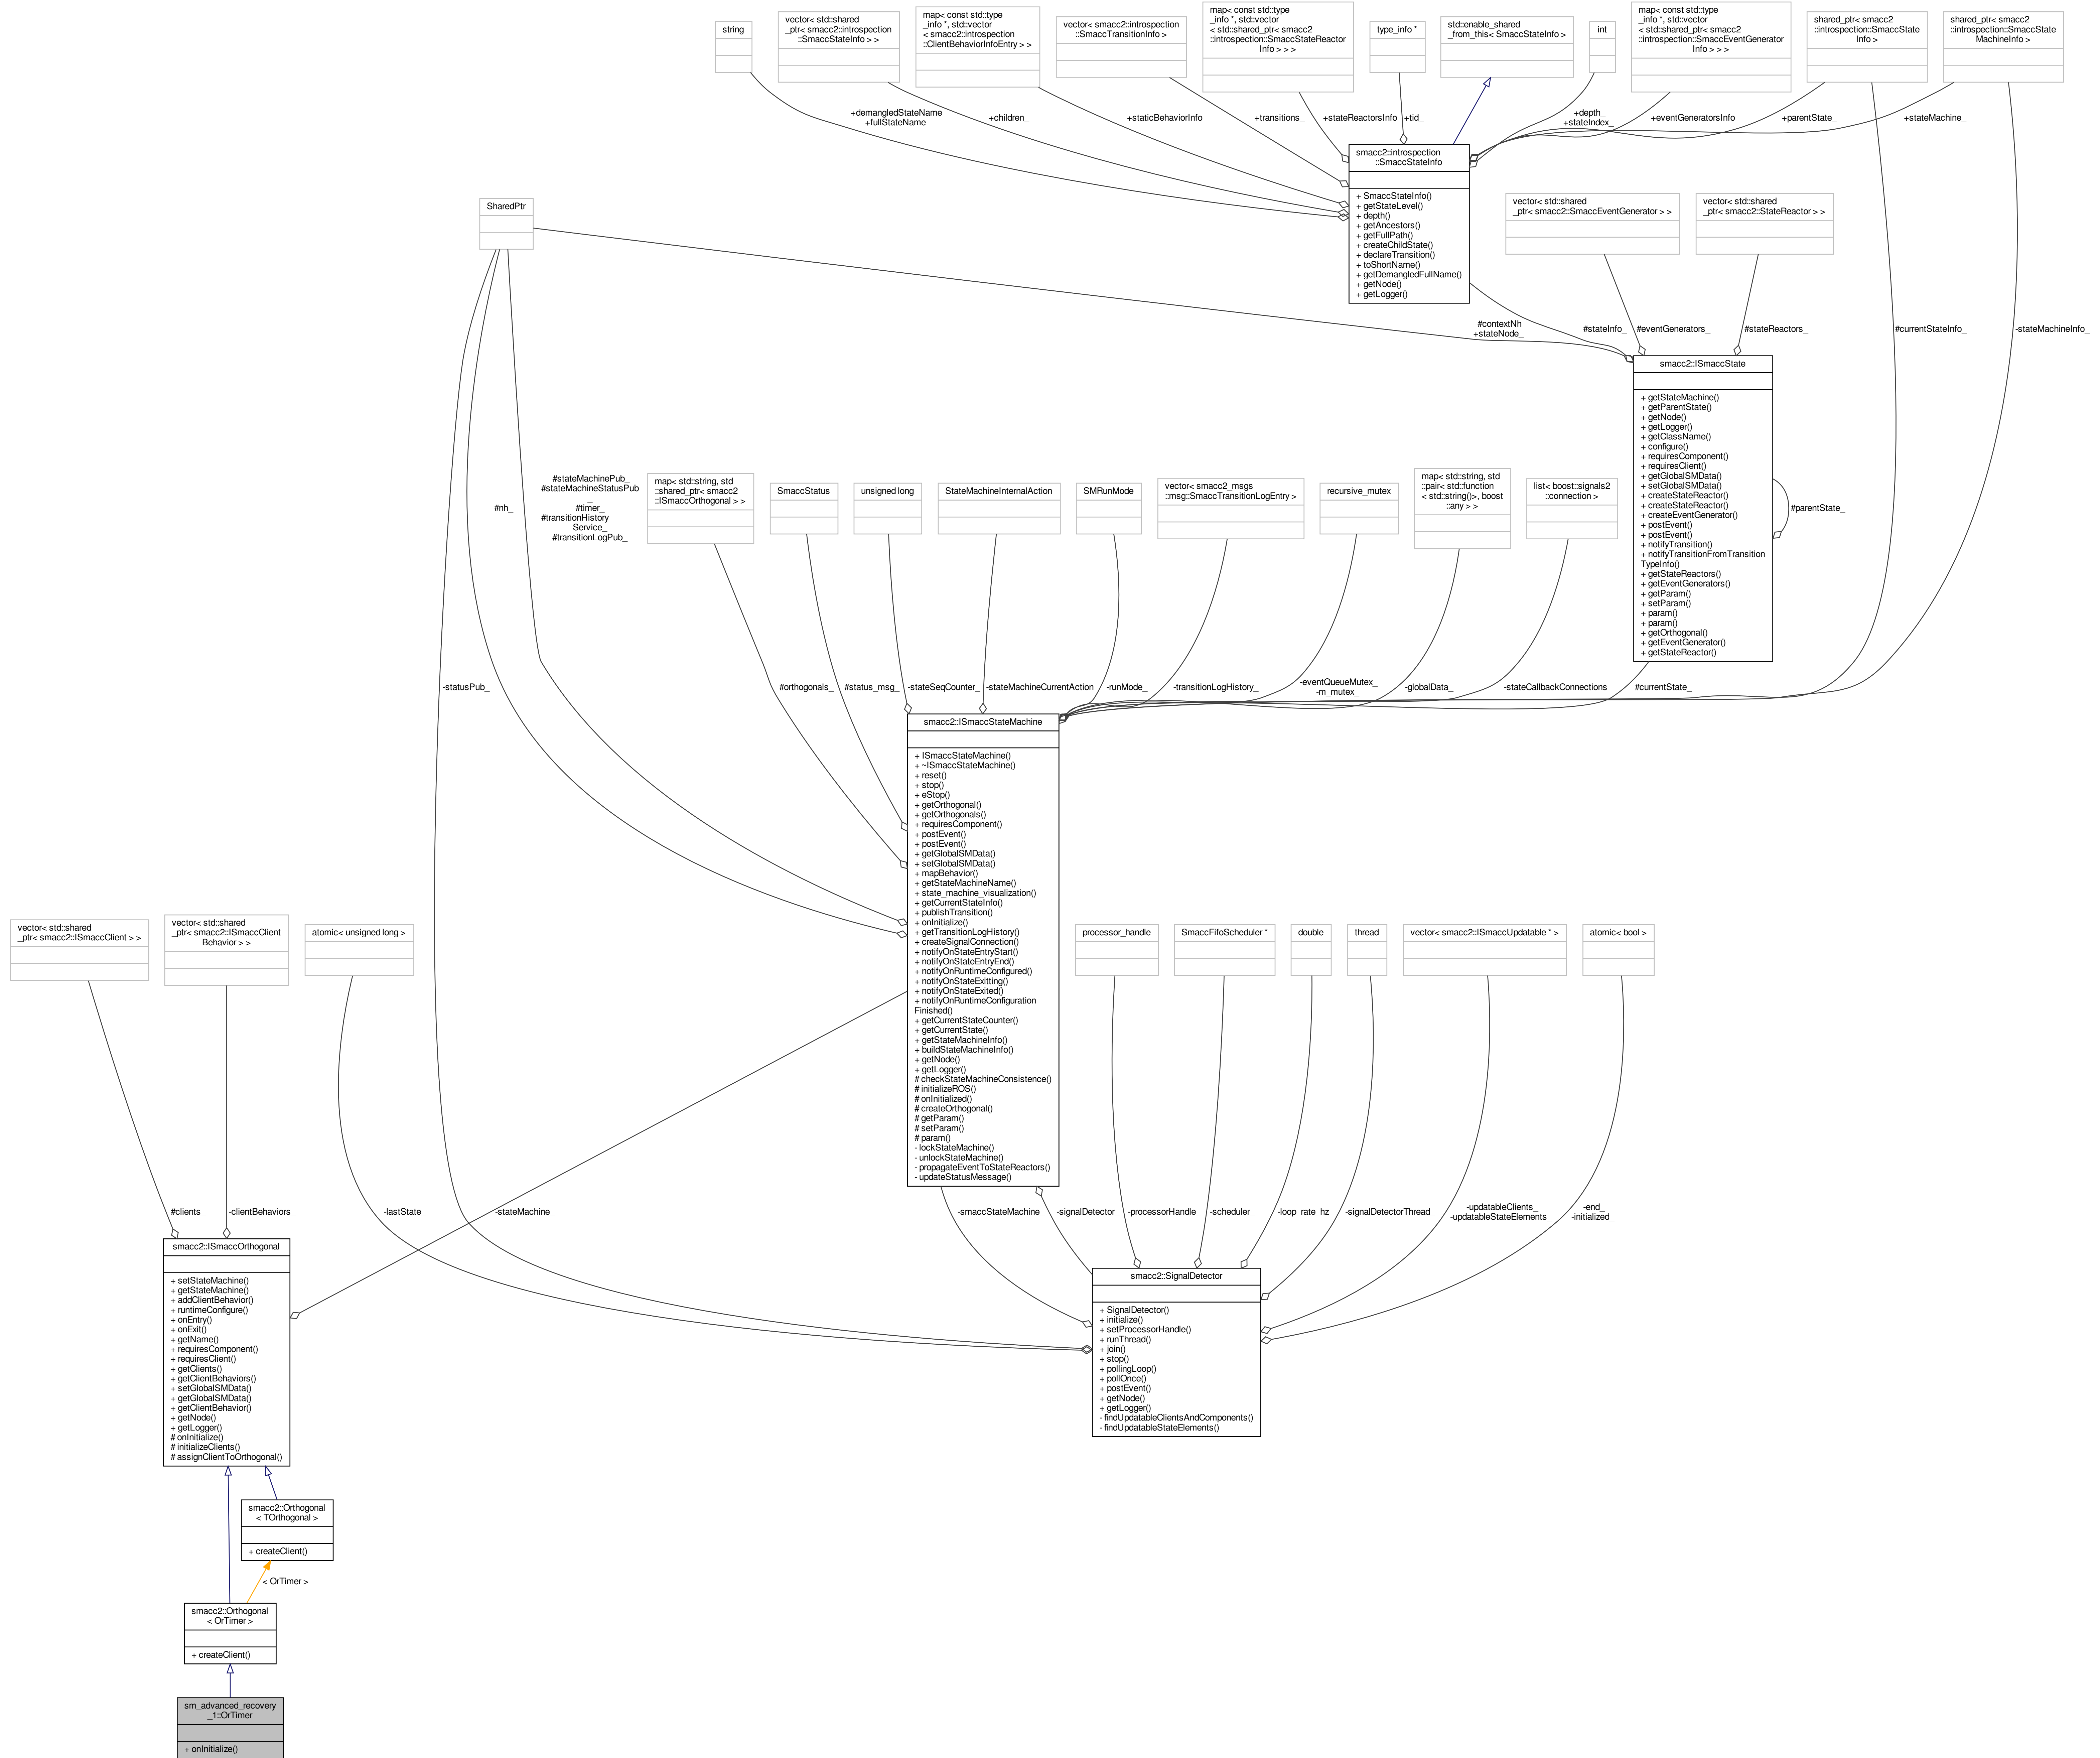 string
vector< std::shared
_ptr< smacc2::introspection
::SmaccStateInfo > >
map< const std::type
_info *, std::vector
< smacc2::introspection
::ClientBehaviorInfoEntry > >
vector< smacc2::introspection
::SmaccTransitionInfo >
map< const std::type
_info *, std::vector
< std::shared_ptr< smacc2
::introspection::SmaccStateReactor
Info > > >
type_info *
std::enable_shared
_from_this< SmaccStateInfo >
int
map< const std::type
_info *, std::vector
< std::shared_ptr< smacc2
::introspection::SmaccEventGenerator
Info > > >
shared_ptr< smacc2
::introspection::SmaccState
Info >
shared_ptr< smacc2
::introspection::SmaccState
MachineInfo >
+demangledStateName
+fullStateName
+children_
+staticBehaviorInfo
+transitions_
+stateReactorsInfo
+tid_
+depth_
+stateIndex_
+eventGeneratorsInfo
+parentState_
+stateMachine_
smacc2::introspection
::SmaccStateInfo
+ SmaccStateInfo()
+ getStateLevel()
+ depth()
+ getAncestors()
+ getFullPath()
+ createChildState()
+ declareTransition()
+ toShortName()
+ getDemangledFullName()
+ getNode()
+ getLogger()
SharedPtr
vector< std::shared
_ptr< smacc2::SmaccEventGenerator > >
vector< std::shared
_ptr< smacc2::StateReactor > >
#contextNh
+stateNode_
#stateInfo_
#eventGenerators_
#stateReactors_
#currentStateInfo_
-stateMachineInfo_
smacc2::ISmaccState
+ getStateMachine()
+ getParentState()
+ getNode()
+ getLogger()
+ getClassName()
+ configure()
+ requiresComponent()
+ requiresClient()
+ getGlobalSMData()
+ setGlobalSMData()
+ createStateReactor()
+ createStateReactor()
+ createEventGenerator()
+ postEvent()
+ postEvent()
+ notifyTransition()
+ notifyTransitionFromTransition
TypeInfo()
+ getStateReactors()
+ getEventGenerators()
+ getParam()
+ setParam()
+ param()
+ param()
+ getOrthogonal()
+ getEventGenerator()
+ getStateReactor()
#parentState_
#nh_
#stateMachinePub_
#stateMachineStatusPub
_
#timer_
#transitionHistory
Service_
#transitionLogPub_
map< std::string, std
::shared_ptr< smacc2
::ISmaccOrthogonal > >
SmaccStatus
unsigned long
StateMachineInternalAction
SMRunMode
vector< smacc2_msgs
::msg::SmaccTransitionLogEntry >
recursive_mutex
map< std::string, std
::pair< std::function
< std::string()>, boost
::any > >
list< boost::signals2
::connection >
-statusPub_
#orthogonals_
#status_msg_
-stateSeqCounter_
-stateMachineCurrentAction
-runMode_
-transitionLogHistory_
-eventQueueMutex_
-m_mutex_
-globalData_
-stateCallbackConnections
#currentState_
smacc2::ISmaccStateMachine
+ ISmaccStateMachine()
+ ~ISmaccStateMachine()
+ reset()
+ stop()
+ eStop()
+ getOrthogonal()
+ getOrthogonals()
+ requiresComponent()
+ postEvent()
+ postEvent()
+ getGlobalSMData()
+ setGlobalSMData()
+ mapBehavior()
+ getStateMachineName()
+ state_machine_visualization()
+ getCurrentStateInfo()
+ publishTransition()
+ onInitialize()
+ getTransitionLogHistory()
+ createSignalConnection()
+ notifyOnStateEntryStart()
+ notifyOnStateEntryEnd()
+ notifyOnRuntimeConfigured()
+ notifyOnStateExitting()
+ notifyOnStateExited()
+ notifyOnRuntimeConfiguration
Finished()
+ getCurrentStateCounter()
+ getCurrentState()
+ getStateMachineInfo()
+ buildStateMachineInfo()
+ getNode()
+ getLogger()
# checkStateMachineConsistence()
# initializeROS()
# onInitialized()
# createOrthogonal()
# getParam()
# setParam()
# param()
- lockStateMachine()
- unlockStateMachine()
- propagateEventToStateReactors()
- updateStatusMessage()
vector< std::shared
_ptr< smacc2::ISmaccClient > >
vector< std::shared
_ptr< smacc2::ISmaccClient
Behavior > >
atomic< unsigned long >
processor_handle
SmaccFifoScheduler *
double
thread
vector< smacc2::ISmaccUpdatable * >
atomic< bool >
#clients_
-clientBehaviors_
-lastState_
-stateMachine_
-smaccStateMachine_
-signalDetector_
-processorHandle_
-scheduler_
-loop_rate_hz
-signalDetectorThread_
-updatableClients_
-updatableStateElements_
-end_
-initialized_
smacc2::ISmaccOrthogonal
+ setStateMachine()
+ getStateMachine()
+ addClientBehavior()
+ runtimeConfigure()
+ onEntry()
+ onExit()
+ getName()
+ requiresComponent()
+ requiresClient()
+ getClients()
+ getClientBehaviors()
+ setGlobalSMData()
+ getGlobalSMData()
+ getClientBehavior()
+ getNode()
+ getLogger()
# onInitialize()
# initializeClients()
# assignClientToOrthogonal()
smacc2::SignalDetector
+ SignalDetector()
+ initialize()
+ setProcessorHandle()
+ runThread()
+ join()
+ stop()
+ pollingLoop()
+ pollOnce()
+ postEvent()
+ getNode()
+ getLogger()
- findUpdatableClientsAndComponents()
- findUpdatableStateElements()
smacc2::Orthogonal
< TOrthogonal >
+ createClient()
< OrTimer >
smacc2::Orthogonal
< OrTimer >
+ createClient()
sm_advanced_recovery
_1::OrTimer
+ onInitialize()